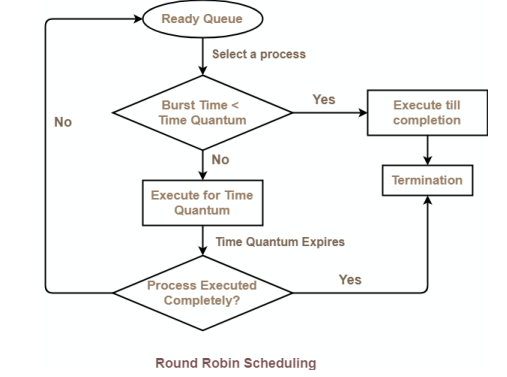 Ready Queue
Select a process
Burst Time <
Time Quantum
Yes
Execute till
completion
No
No
Termination
Execute for Time
Quantum
Time Quantum Expires
Process Executed
Completely?
Yes
Round Robin Scheduling